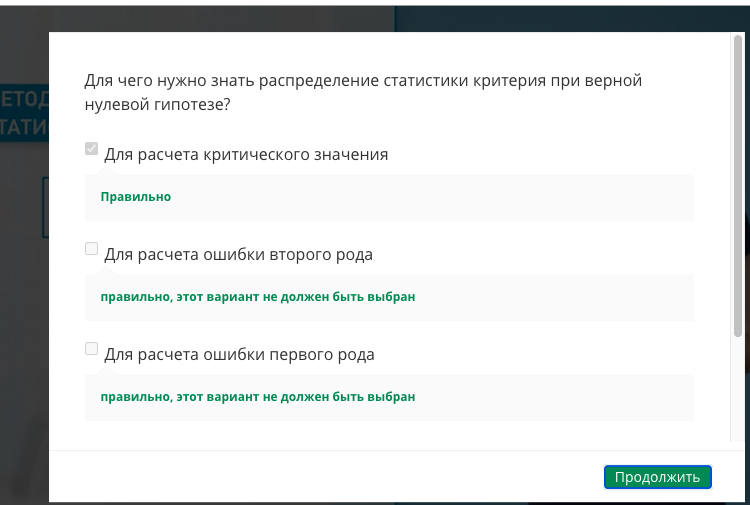 Для чего нужно знать распределение статистики критерия при верной
нулевой гипотезе?
ЕТОД
ТАТИ
Для расчета критического значения
Правильно
Для расчета ошибки второго рода
правильно, этот вариант не должен быть выбран
Для расчета ошибки первого рода
правильно, этот вариант не должен быть выбран
Продолжить